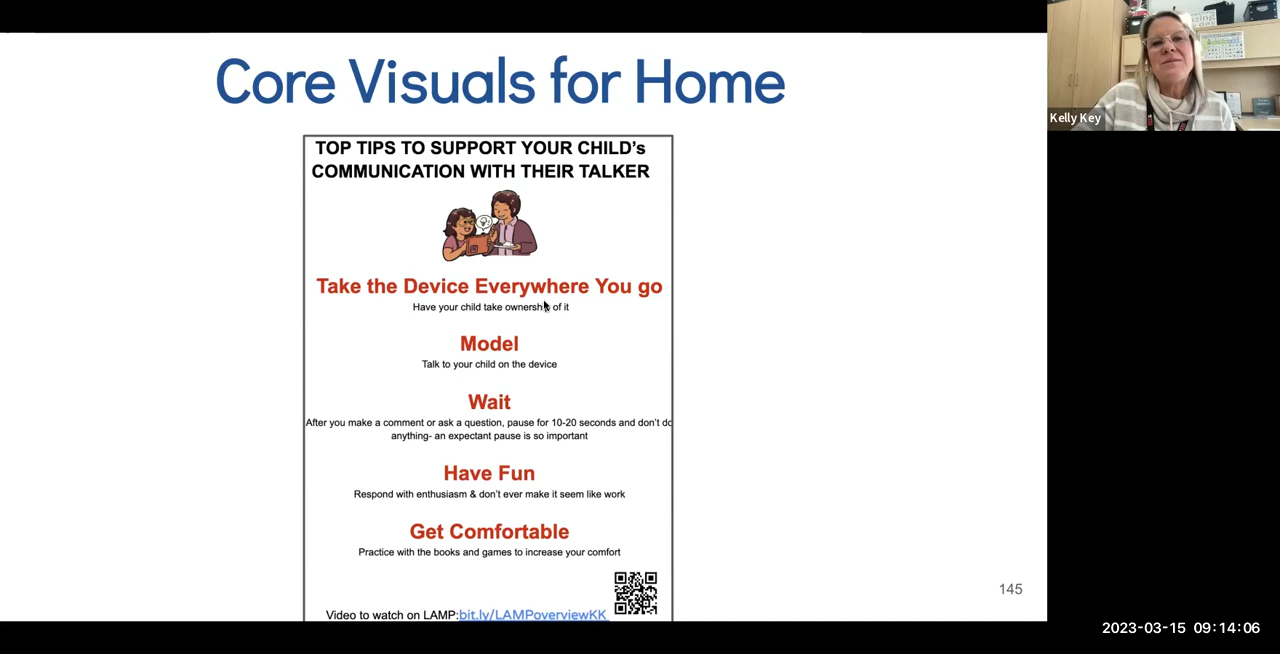 Core Visuals for Home
TOP TIPS TO SUPPORT YOUR CHILD's
COMMUNICATION WITH THEIR TALKER
Take the Device Everywhere You go
Have your child take ownership of it
Model
Talk to your child on the device
Wait
After you make a comment or ask a question, pause for 10-20 seconds and don't do
anything- an expectant pause is so important
Have Fun
Respond with enthusiasm & don't ever make it seem like work
Get Comfortable
Practice with the books and games to increase your comfort
Video to watch on LAMP:bit.ly/LAMPoverviewKK
145
Kelly Key
2023-03-15 09:14:06